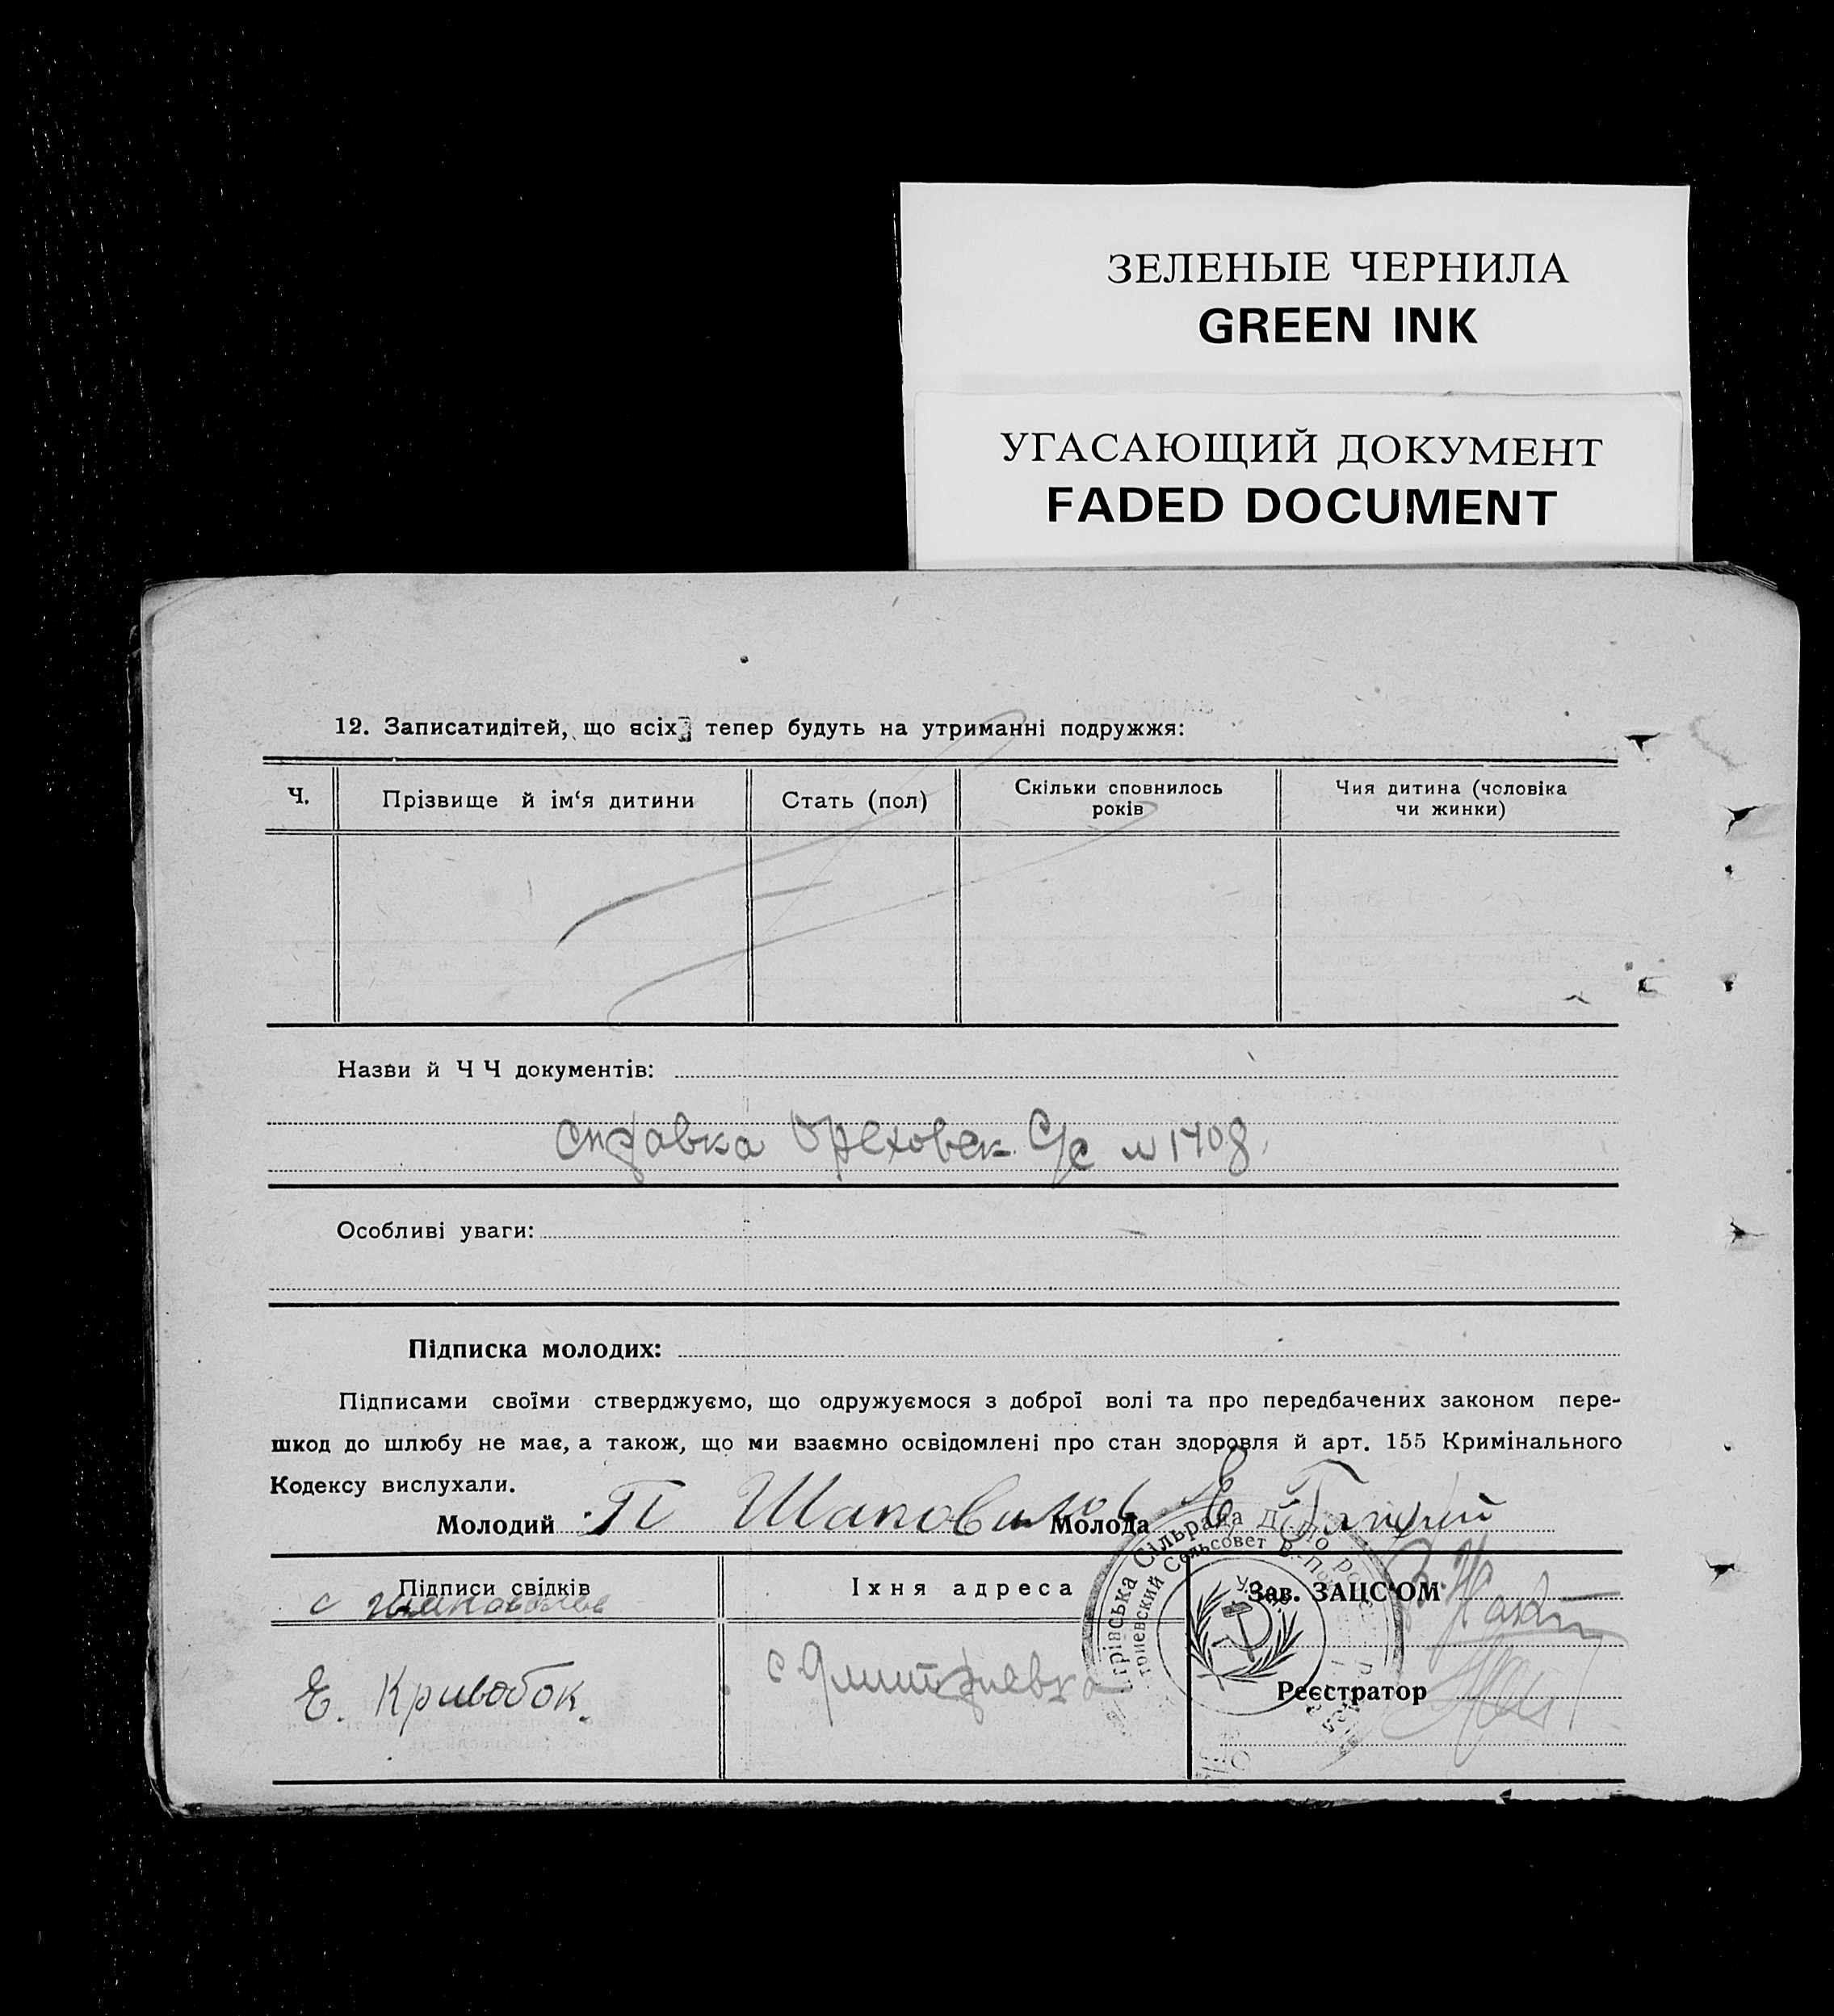 ЗЕЛЕНЫЕ ЧЕРНИЛА
GREEN INK
УГАСАЮЩИЙ ДОКУМЕНТ
FADED DOCUMENT
12. Записатидітей, що всіх тепер будуть на утриманні подружжя:
Ч. Прізвище й ім‘я дитини Стать (пол) Скільки сповнилось років Чия дитина (чоловіка чи жинки)
Назви й Ч Ч документів:
Справка Ореховск С/с № 1708
Особливі уваги:
Підписка молодих:
Підписами своїми стверджуємо, що одружуємося з доброї волі та про передбачених законом пере-
шкод до шлюбу не має, а також, що ми взаємно освідомлені про стан здоровля й арт. 155 Кримінального
Кодексу вислухали.
Молодий П Шаповалов Молода Е
Підписи свідків Їхня адреса Зав. ЗАЦС‘ОМ
Е. Кривобок. с Дмитриевка
Реєстратор